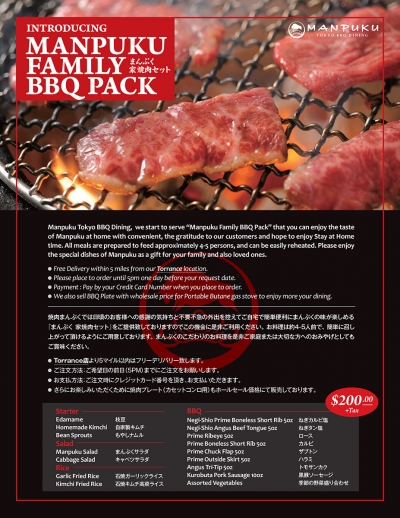 INTRODUCING
MANPUKU
FAMILY まんぷく
家焼肉セット
BBQ PACK
MANPUKU
TOKYO BBQ DINING
Manpuku Tokyo BBQ Dining, we start to serve “Manpuku Family BBQ Pack” that you can enjoy the taste
of Manpuku at home with convenient, the gratitude to our customers and hope to enjoy Stay at Home
time. All meals are prepared to feed approximately 4-5 persons, and can be easily reheated. Please enjoy
the special dishes of Manpuku as a gift for your family and also loved ones.
● Free Delivery within 5 miles from our Torrance location.
● Please place to order until 5pm one day before your request date.
● Payment : Pay by your Credit Card Number when you place to order.
● We also sell BBQ Plate with wholesale price for Portable Butane gas stove to enjoy your dining.
焼肉まんぷくでは日頃のお客様への感謝の気持ちと不要不急の外出を控えてご自宅で簡単便利にまんぷくの味が楽しめる
「まんぷく 家焼肉セット」をご提供致しておりますのでこの機会に是非ご利用ください。お料理は約4-5人前で、簡単に召し
上がって頂けるようにご用意しております。まんぷくのこだわりのお料理を是非ご家庭または大切な方へのおみやげとしても
ご賞味ください。
● Torrance店より5マイル以内はフリーデリバリー致します。
● ご注文方法 : ご希望日の前日(5PM)までにご注文をお願いします。
● お支払方法 : ご注文時にクレジットカード番号を頂き、お支払いただきます。
● さらにお楽しみいただくために焼肉プレート(カセットコンロ用)もホールセール価格にて販売しております。
$200.00
+Tax
Starter
Edamame 枝豆
Homemade Kimchi 自家製キムチ
Bean Sprouts もやしナムル
Salad
Manpuku Salad まんぷくサラダ
Cabbage Salad キャベツサラダ
Rice
Garlic Fried Rice 石焼ガーリックライス
Kimchi Fried Rice 石焼キムチ炒飯ライス
BBQ
Negi-Shio Prime Boneless Short Rib 5oz ねぎカルビ塩
Negi-Shio Angus Beef Tongue 5oz ねぎタン塩
Prime Ribeye 5oz ロース
Prime Boneless Short Rib 5oz カルビ
Prime Chuck Flap 5oz ザブトン
Prime Outside Skirt 5oz ハラミ
Angus Tri-Tip 5oz トモサンカク
Kurobuta Pork Sausage 10oz 黒豚ソーセージ
Assorted Vegetables 季節の野菜盛り合わせ